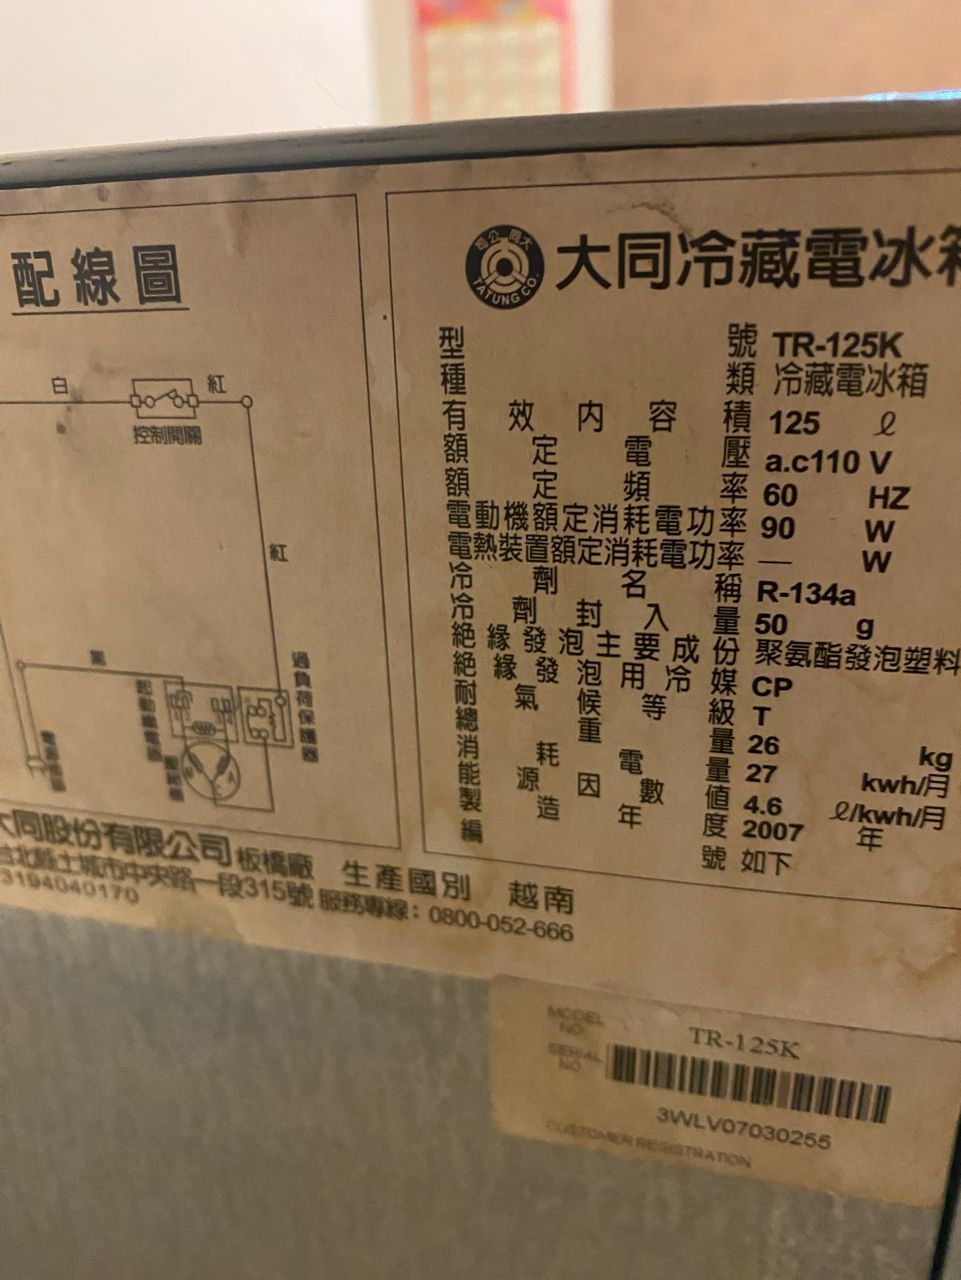 配線圖
白
紅
控制開關
紅
黑
過負荷保護器
起動繼電器
壓縮機
司公同大
TATUNG CO.
大同冷藏電冰箱
型號 TR-125K
種類 冷藏電冰箱
有效內容積 125 ℓ
額定電壓 a.c110 V
額定頻率 60 HZ
電動機額定消耗電功率 90 W
電熱裝置額定消耗電功率 — W
冷劑名稱 R-134a
冷劑封入量 50 g
絕緣發泡主要成份 聚氨酯發泡塑料
絕緣發泡用冷媒 CP
耐氣候等級 T
總重量 26 kg
消耗電量 27 kwh/月
能源因數值 4.6 ℓ/kwh/月
製造年度 2007 年
編號 如下
大同股份有限公司 板橋廠 生產國別 越南
台北縣土城市中央路一段315號 服務專線：0800-052-666
3194040170
MODEL NO. TR-125K
SERIAL NO.
3WLV07030255
CUSTOMER REGISTRATION